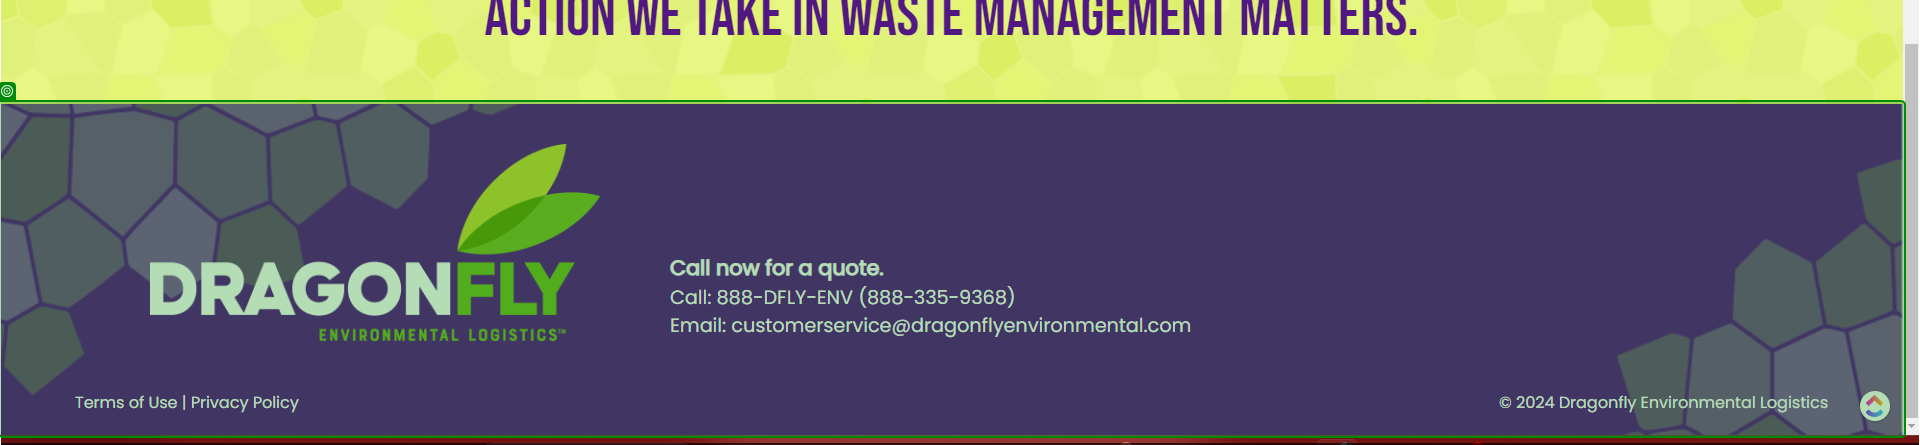 ACTION WE TAKE IN WASTE MANAGEMENT MATTERS.
DRAGONFLY
ENVIRONMENTAL LOGISTICS™
Call now for a quote.
Call: 888-DFLY-ENV (888-335-9368)
Email: customerservice@dragonflyenvironmental.com
Terms of Use | Privacy Policy
© 2024 Dragonfly Environmental Logistics